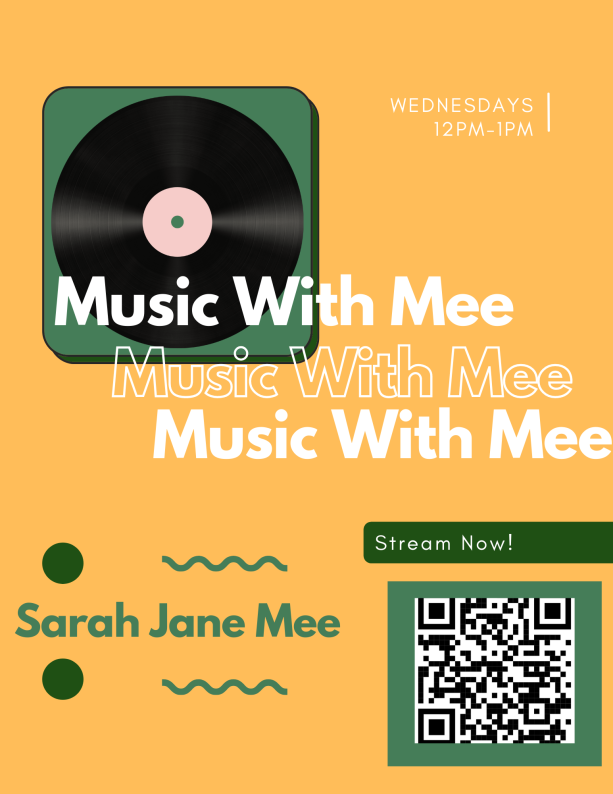 WEDNESDAYS
12PM-1PM
Music With Mee
Music With Mee
Music With Mee
Stream Now!
Sarah Jane Mee